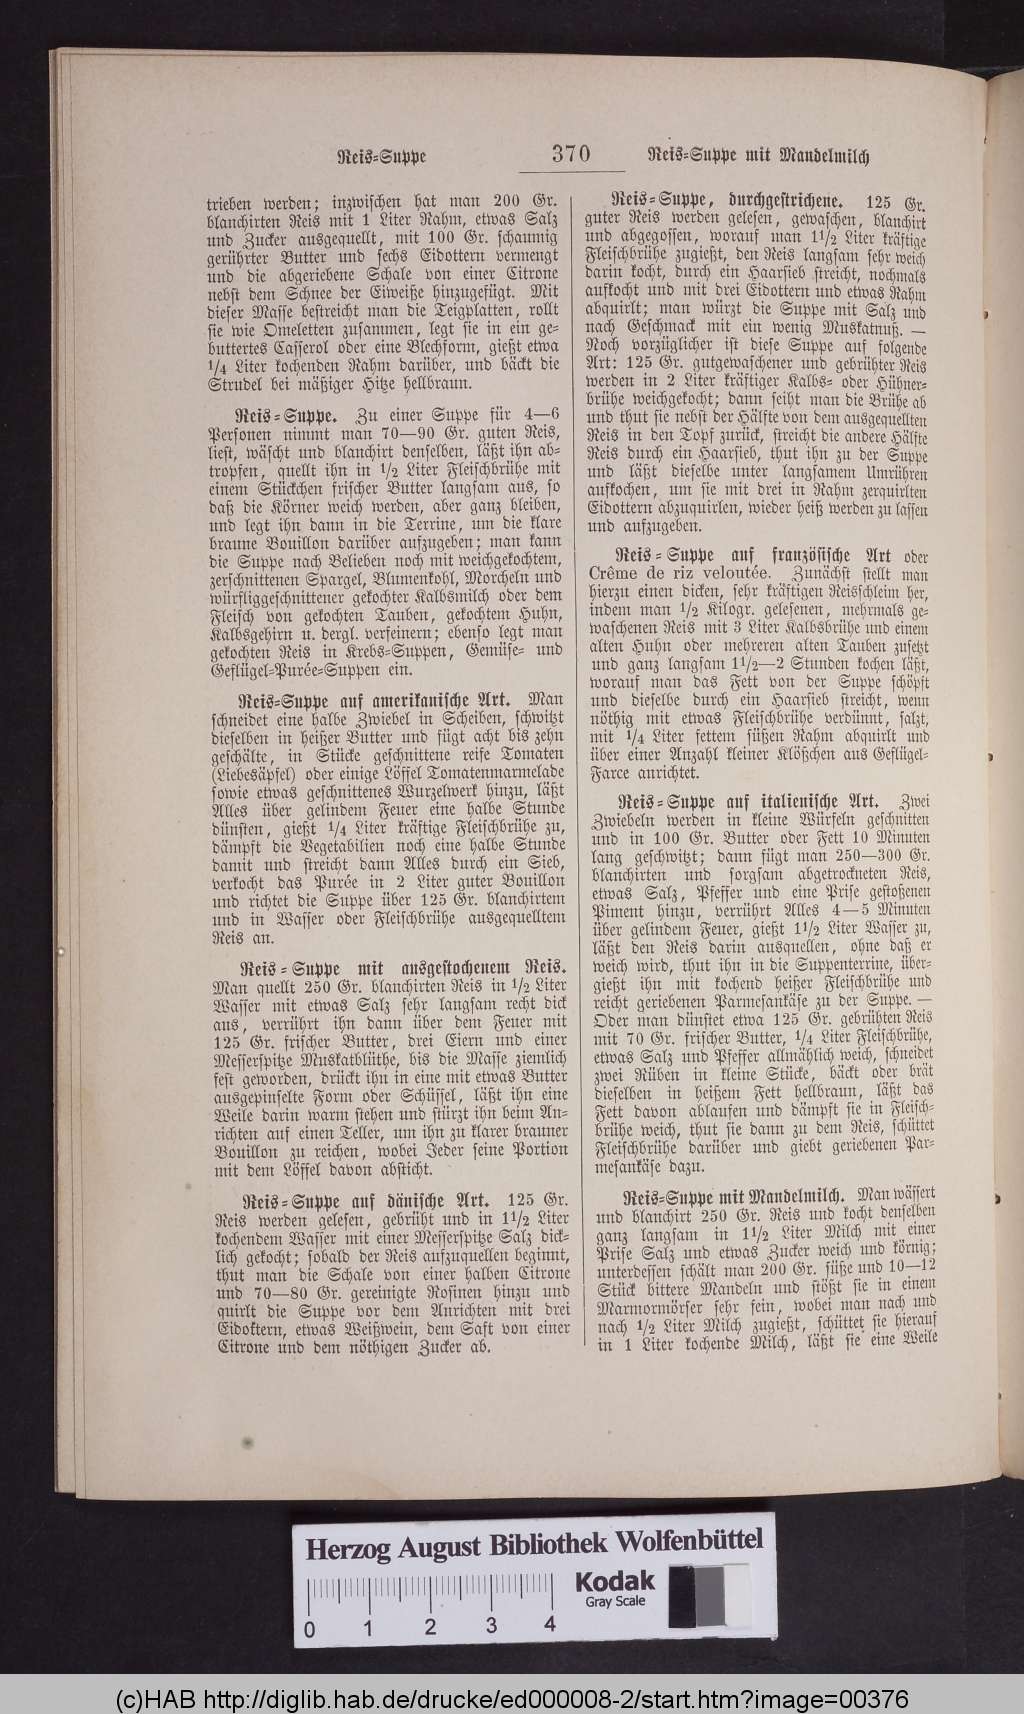 Reis-Suppe 370 Reis-Suppe mit Mandelmilch
trieben werden; inzwischen hat man 200 Gr.
blanchirten Reis mit 1 Liter Rahm, etwas Salz
und Zucker ausgequellt, mit 100 Gr. schaumig
gerührter Butter und sechs Eidottern vermengt
und die abgeriebene Schale von einer Citrone
nebst dem Schnee der Eiweiße hinzugefügt. Mit
dieser Masse bestreicht man die Teigplatten, rollt
sie wie Omeletten zusammen, legt sie in ein ge-
buttertes Casserol oder eine Blechform, gießt etwa
1/4 Liter kochenden Rahm darüber, und bäckt die
Strudel bei mäßiger Hitze hellbraun.
Reis-Suppe. Zu einer Suppe für 4—6
Personen nimmt man 70—90 Gr. guten Reis,
liest, wäscht und blanchirt denselben, läßt ihn ab-
tropfen, quellt ihn in 1/2 Liter Fleischbrühe mit
einem Stückchen frischer Butter langsam aus, so
daß die Körner weich werden, aber ganz bleiben,
und legt ihn dann in die Terrine, um die klare
braune Bouillon darüber aufzugeben; man kann
die Suppe nach Belieben noch mit weichgekochtem,
zerschnittenen Spargel, Blumenkohl, Morcheln und
würfliggeschnittener gekochter Kalbsmilch oder dem
Fleisch von gekochten Tauben, gekochtem Huhn,
Kalbsgehirn u. dergl. verfeinern; ebenso legt man
gekochten Reis in Krebs-Suppen, Gemüse- und
Geflügel-Purée-Suppen ein.
Reis-Suppe auf amerikanische Art. Man
schneidet eine halbe Zwiebel in Scheiben, schwitzt
dieselben in heißer Butter und fügt acht bis zehn
geschälte, in Stücke geschnittene reife Tomaten
(Liebesäpfel) oder einige Löffel Tomatenmarmelade
sowie etwas geschnittenes Wurzelwerk hinzu, läßt
Alles über gelindem Feuer eine halbe Stunde
dünsten, gießt 1/4 Liter kräftige Fleischbrühe zu,
dämpft die Vegetabilien noch eine halbe Stunde
damit und streicht dann Alles durch ein Sieb,
verkocht das Purée in 2 Liter guter Bouillon
und richtet die Suppe über 125 Gr. blanchirtem
und in Wasser oder Fleischbrühe ausgequelltem
Reis an.
Reis-Suppe mit ausgestochenem Reis.
Man quellt 250 Gr. blanchirten Reis in 1/2 Liter
Wasser mit etwas Salz sehr langsam recht dick
aus, verrührt ihn dann über dem Feuer mit
125 Gr. frischer Butter, drei Eiern und einer
Messerspitze Muskatblüthe, bis die Masse ziemlich
fest geworden, drückt ihn in eine mit etwas Butter
ausgepinselte Form oder Schüssel, läßt ihn eine
Weile darin warm stehen und stürzt ihn beim An-
richten auf einen Teller, um ihn zu klarer brauner
Bouillon zu reichen, wobei Jeder seine Portion
mit dem Löffel davon absticht.
Reis-Suppe auf dänische Art. 125 Gr.
Reis werden gelesen, gebrüht und in 1 1/2 Liter
kochendem Wasser mit einer Messerspitze Salz dick-
lich gekocht; sobald der Reis aufzuquellen beginnt,
thut man die Schale von einer halben Citrone
und 70—80 Gr. gereinigte Rosinen hinzu und
quirlt die Suppe vor dem Anrichten mit drei
Eidottern, etwas Weißwein, dem Saft von einer
Citrone und dem nöthigen Zucker ab.
Reis-Suppe, durchgestrichene. 125 Gr.
guter Reis werden gelesen, gewaschen, blanchirt
und abgegossen, worauf man 1 1/2 Liter kräftige
Fleischbrühe zugießt, den Reis langsam sehr weich
darin kocht, durch ein Haarsieb streicht, nochmals
aufkocht und mit drei Eidottern und etwas Rahm
abquirlt; man würzt die Suppe mit Salz und
nach Geschmack mit ein wenig Muskatnuß. —
Noch vorzüglicher ist diese Suppe auf folgende
Art: 125 Gr. gutgewaschener und gebrühter Reis
werden in 2 Liter kräftiger Kalbs- oder Hühner-
brühe weichgekocht; dann seiht man die Brühe ab
und thut sie nebst der Hälfte von dem ausgequellten
Reis in den Topf zurück, streicht die andere Hälfte
Reis durch ein Haarsieb, thut ihn zu der Suppe
und läßt dieselbe unter langsamem Umrühren
aufkochen, um sie mit drei in Rahm zerquirlten
Eidottern abzuquirlen, wieder heiß werden zu lassen
und aufzugeben.
Reis-Suppe auf französische Art oder
Crême de riz veloutée. Zunächst stellt man
hierzu einen dicken, sehr kräftigen Reisschleim her,
indem man 1/2 Kilogr. gelesenen, mehrmals ge-
waschenen Reis mit 3 Liter Kalbsbrühe und einem
alten Huhn oder mehreren alten Tauben zusetzt
und ganz langsam 1 1/2—2 Stunden kochen läßt,
worauf man das Fett von der Suppe schöpft
und dieselbe durch ein Haarsieb streicht, wenn
nöthig mit etwas Fleischbrühe verdünnt, salzt,
mit 1/4 Liter fettem süßen Rahm abquirlt und
über einer Anzahl kleiner Klößchen aus Geflügel-
Farce anrichtet.
Reis-Suppe auf italienische Art. Zwei
Zwiebeln werden in kleine Würfeln geschnitten
und in 100 Gr. Butter oder Fett 10 Minuten
lang geschwitzt; dann fügt man 250—300 Gr.
blanchirten und sorgsam abgetrockneten Reis,
etwas Salz, Pfeffer und eine Prise gestoßenen
Piment hinzu, verrührt Alles 4—5 Minuten
über gelindem Feuer, gießt 1 1/2 Liter Wasser zu,
läßt den Reis darin ausquellen, ohne daß er
weich wird, thut ihn in die Suppenterrine, über-
gießt ihn mit kochend heißer Fleischbrühe und
reicht geriebenen Parmesankäse zu der Suppe. —
Oder man dünstet etwa 125 Gr. gebrühten Reis
mit 70 Gr. frischer Butter, 1/4 Liter Fleischbrühe,
etwas Salz und Pfeffer allmählich weich, schneidet
zwei Rüben in kleine Stücke, bäckt oder brät
dieselben in heißem Fett hellbraun, läßt das
Fett davon ablaufen und dämpft sie in Fleisch-
brühe weich, thut sie dann zu dem Reis, schüttet
Fleischbrühe darüber und giebt geriebenen Par-
mesankäse dazu.
Reis-Suppe mit Mandelmilch. Man wässert
und blanchirt 250 Gr. Reis und kocht denselben
ganz langsam in 1 1/2 Liter Milch mit einer
Prise Salz und etwas Zucker weich und körnig;
unterdessen schält man 200 Gr. süße und 10—12
Stück bittere Mandeln und stößt sie in einem
Marmormörser sehr fein, wobei man nach und
nach 1/2 Liter Milch zugießt, schüttet sie hierauf
in 1 Liter kochende Milch, läßt sie eine Weile
Herzog August Bibliothek Wolfenbüttel
Kodak
Gray Scale
0 1 2 3 4
(c)HAB http://diglib.hab.de/drucke/ed000008-2/start.htm?image=00376